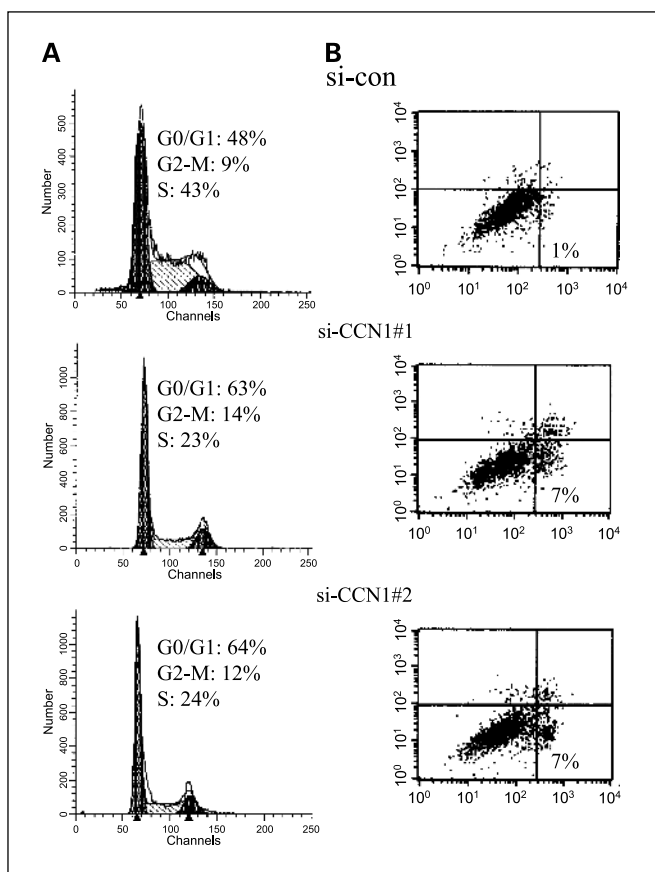 A
B
si-con
G0/G1: 48%
G2-M: 9%
S: 43%
Number
0 100 200 300 400 500
0 50 100 150 200 250
Channels
10⁰ 10¹ 10² 10³ 10⁴
1%
10⁰ 10¹ 10² 10³ 10⁴
si-CCN1#1
G0/G1: 63%
G2-M: 14%
S: 23%
Number
0 200 400 600 800 1000
0 50 100 150 200 250
Channels
10⁰ 10¹ 10² 10³ 10⁴
7%
10⁰ 10¹ 10² 10³ 10⁴
si-CCN1#2
G0/G1: 64%
G2-M: 12%
S: 24%
Number
0 200 400 600 800 1000
0 50 100 150 200 250
Channels
10⁰ 10¹ 10² 10³ 10⁴
7%
10⁰ 10¹ 10² 10³ 10⁴